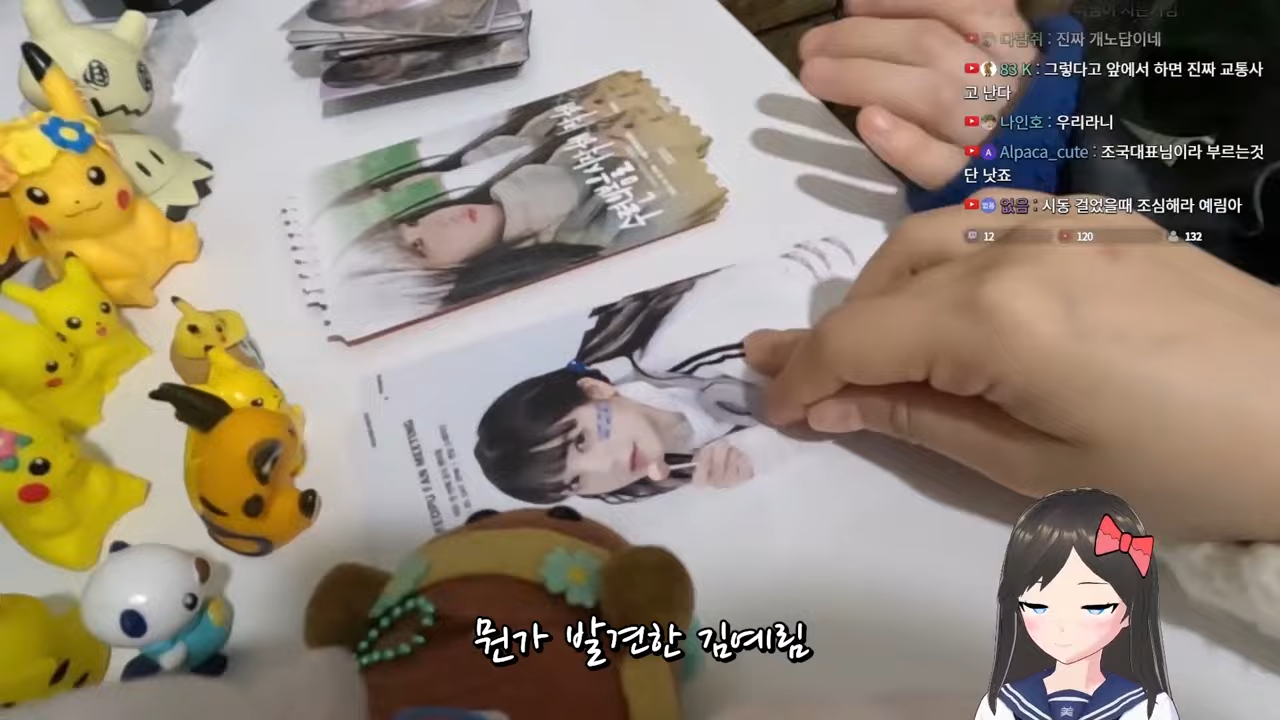 다람쥐 : 진짜 개노답이네
83 K : 그렇다고 앞에서 하면 진짜 교통사
고 난다
나인호 : 우리라니
Alpaca_cute : 조국대표님이라 부르는것
단 낫죠
없음 : 시동 걸었을때 조심해라 예림아
12 120 132
FAN MEETING
뭔가 발견한 김예림
美